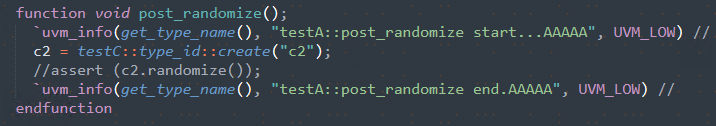 function void post_randomize();
`uvm_info(get_type_name(), "testA::post_randomize start...AAAAA", UVM_LOW) //
c2 = testC::type_id::create("c2");
//assert (c2.randomize());
`uvm_info(get_type_name(), "testA::post_randomize end.AAAAA", UVM_LOW) //
endfunction